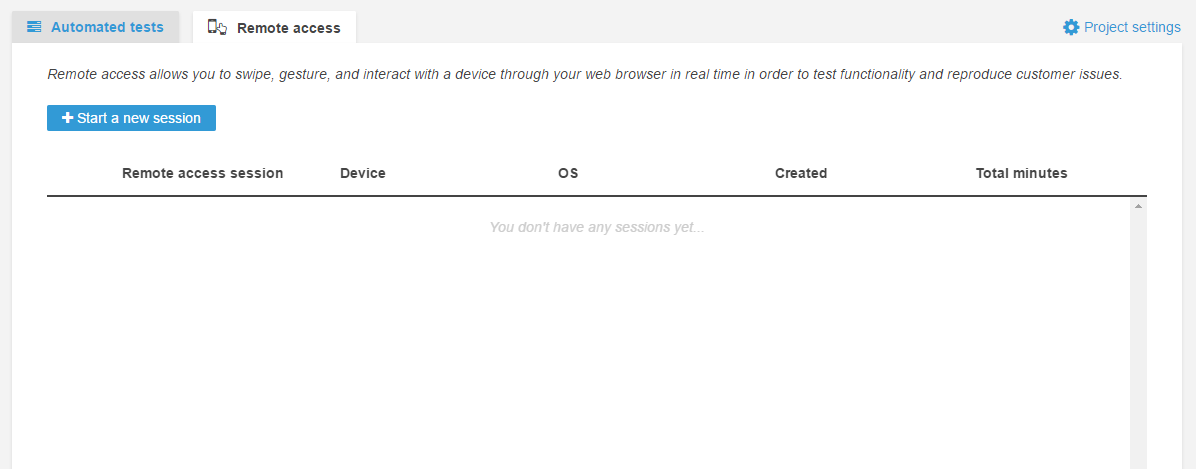 Automated tests
Remote access
Project settings
Remote access allows you to swipe, gesture, and interact with a device through your web browser in real time in order to test functionality and reproduce customer issues.
Start a new session
Remote access session Device OS Created Total minutes
You don't have any sessions yet...